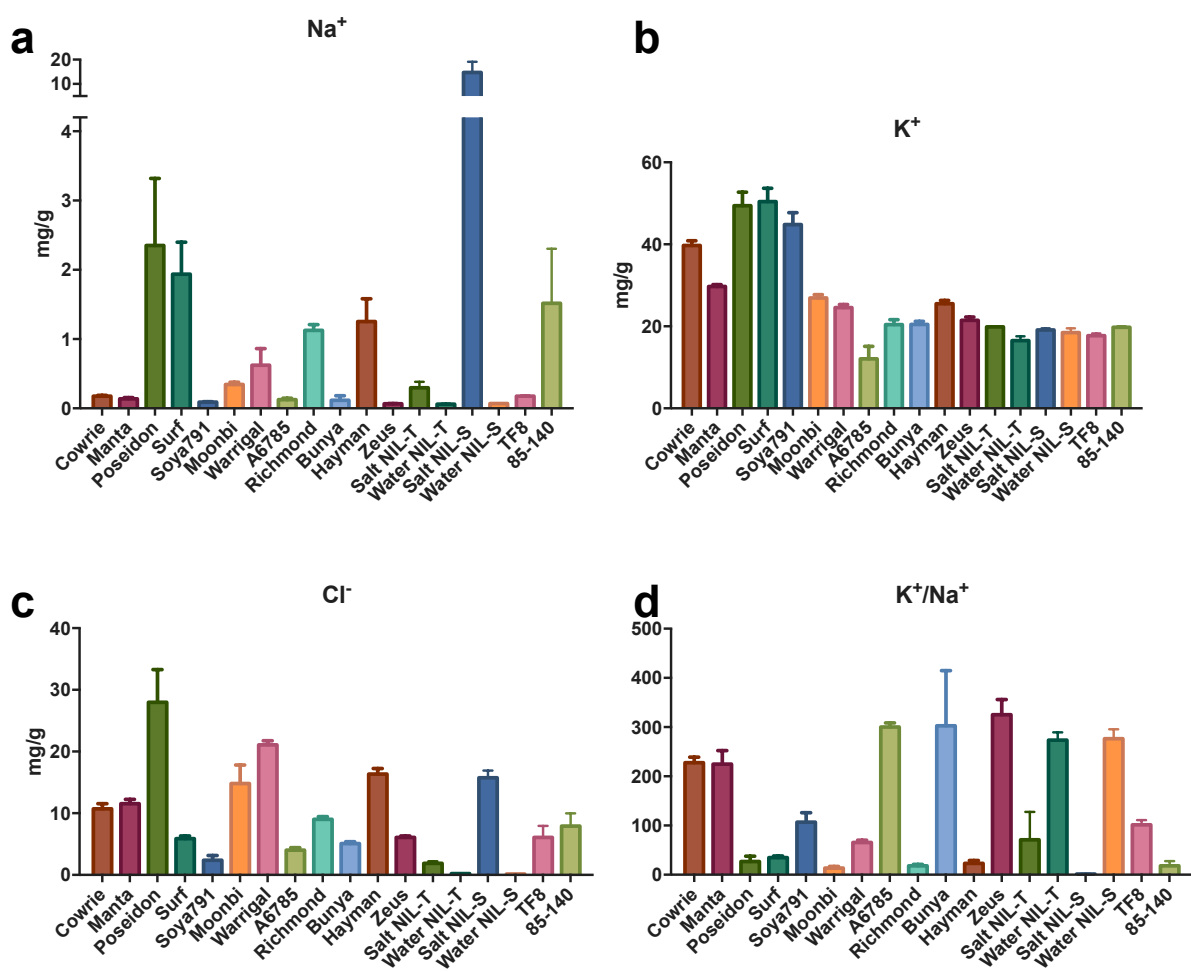 a
Na+
20
10
4
3
2
1
0
mg/g
Cowrie
Manta
Poseidon
Surf
Soya791
Moonbi
Warrigal
A6785
Richmond
Bunya
Hayman
Zeus
Salt NIL-T
Water NIL-T
Salt NIL-S
Water NIL-S
TF8
85-140
b
K+
60
40
20
0
mg/g
Cowrie
Manta
Poseidon
Surf
Soya791
Moonbi
Warrigal
A6785
Richmond
Bunya
Hayman
Zeus
Salt NIL-T
Water NIL-T
Salt NIL-S
Water NIL-S
TF8
85-140
c
Cl-
40
30
20
10
0
mg/g
Cowrie
Manta
Poseidon
Surf
Soya791
Moonbi
Warrigal
A6785
Richmond
Bunya
Hayman
Zeus
Salt NIL-T
Water NIL-T
Salt NIL-S
Water NIL-S
TF8
85-140
d
K+/Na+
500
400
300
200
100
0
Cowrie
Manta
Poseidon
Surf
Soya791
Moonbi
Warrigal
A6785
Richmond
Bunya
Hayman
Zeus
Salt NIL-T
Water NIL-T
Salt NIL-S
Water NIL-S
TF8
85-140